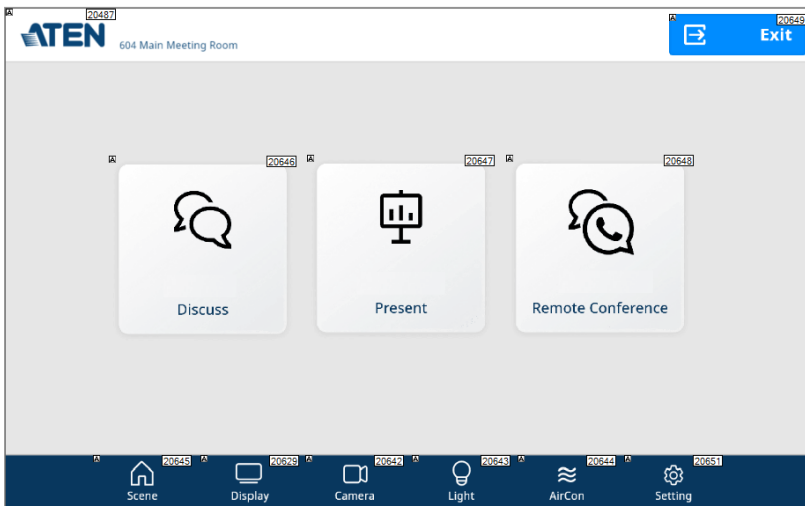 A 20487
ATEN
604 Main Meeting Room
A 20649
Exit
A 20646
A 20647
A 20648
Discuss
Present
Remote Conference
A 20645
A 20629
A 20642
A 20643
A 20644
A 20651
Scene
Display
Camera
Light
AirCon
Setting